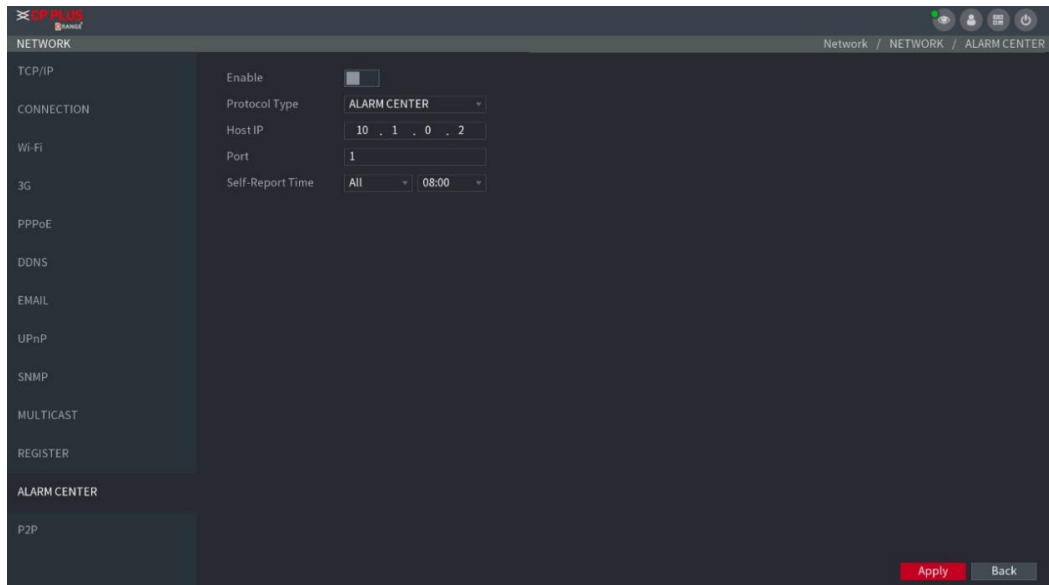 CP PLUS
ORANGE
NETWORK
Network / NETWORK / ALARM CENTER
TCP/IP
CONNECTION
Wi-Fi
3G
PPPoE
DDNS
EMAIL
UPnP
SNMP
MULTICAST
REGISTER
ALARM CENTER
P2P
Enable
Protocol Type ALARM CENTER
Host IP 10 . 1 . 0 . 2
Port 1
Self-Report Time All 08:00
Apply Back